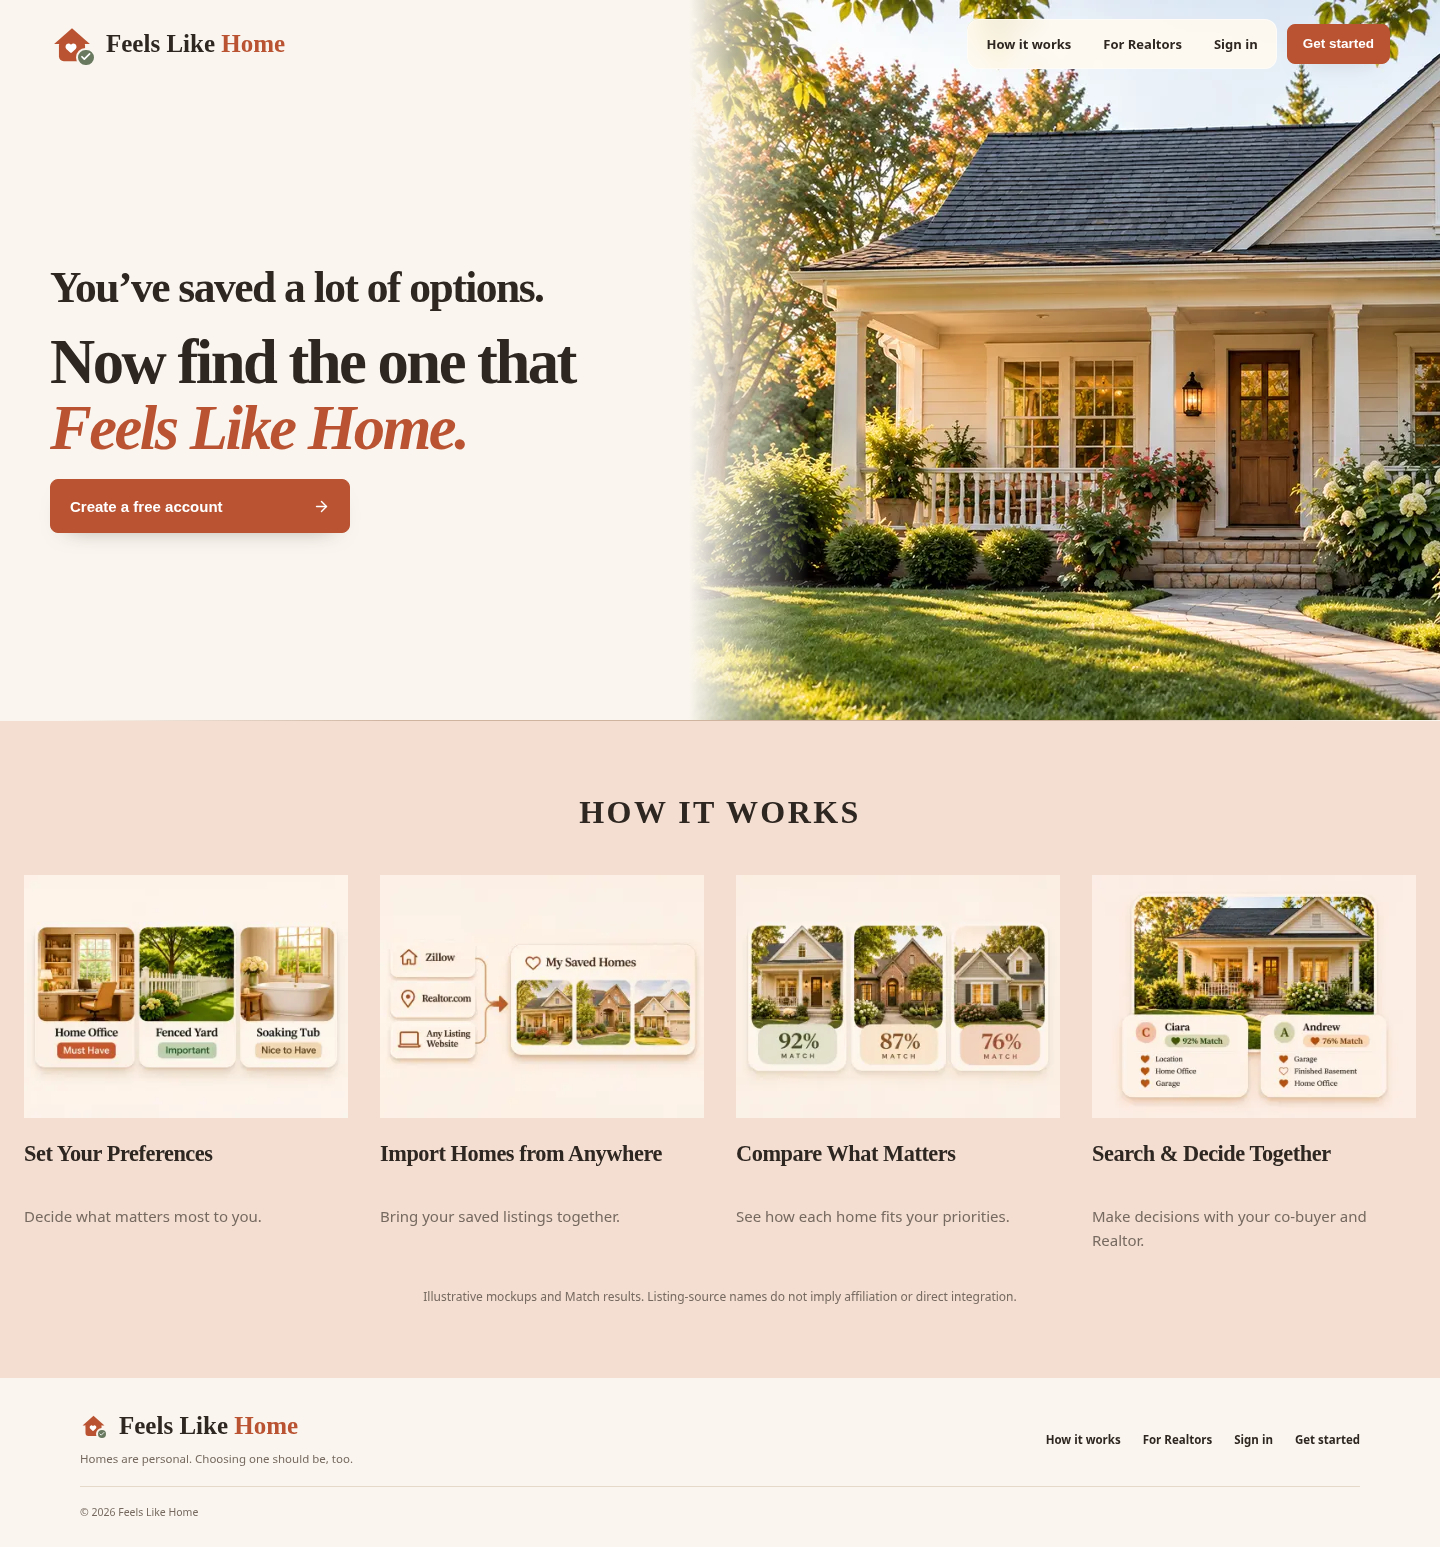 Feels Like Home
How it works
For Realtors
Sign in
Get started
You’ve saved a lot of options.
Now find the one that
Feels Like Home.
Create a free account
HOW IT WORKS
Home Office
Must Have
Fenced Yard
Important
Soaking Tub
Nice to Have
Set Your Preferences
Decide what matters most to you.
Zillow
Realtor.com
Any Listing
Website
My Saved Homes
Import Homes from Anywhere
Bring your saved listings together.
92%
MATCH
87%
MATCH
76%
MATCH
Compare What Matters
See how each home fits your priorities.
C
Ciara
92% Match
Location
Home Office
Garage
A
Andrew
76% Match
Garage
Finished Basement
Home Office
Search & Decide Together
Make decisions with your co-buyer and
Realtor.
Illustrative mockups and Match results. Listing-source names do not imply affiliation or direct integration.
Feels Like Home
Homes are personal. Choosing one should be, too.
How it works
For Realtors
Sign in
Get started
© 2026 Feels Like Home